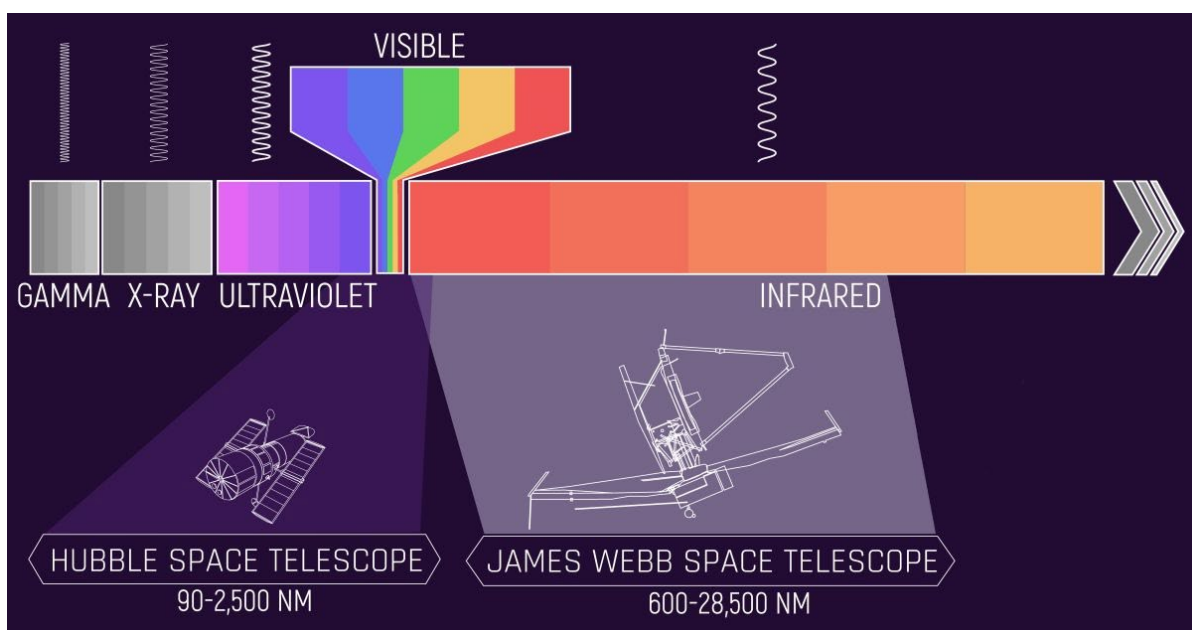 VISIBLE
GAMMA
X-RAY
ULTRAVIOLET
INFRARED
HUBBLE SPACE TELESCOPE
90-2,500 NM
JAMES WEBB SPACE TELESCOPE
600-28,500 NM